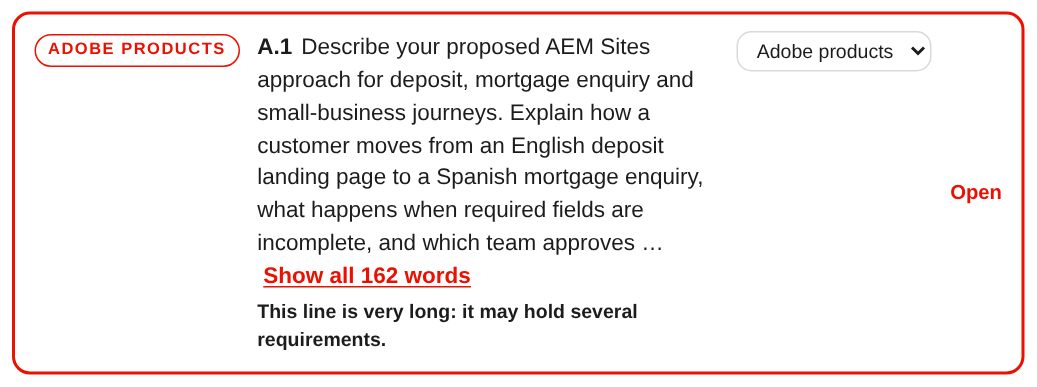 ADOBE PRODUCTS
A.1 Describe your proposed AEM Sites
approach for deposit, mortgage enquiry and
small-business journeys. Explain how a
customer moves from an English deposit
landing page to a Spanish mortgage enquiry,
what happens when required fields are
incomplete, and which team approves …
Show all 162 words
This line is very long: it may hold several
requirements.
Adobe products
Open